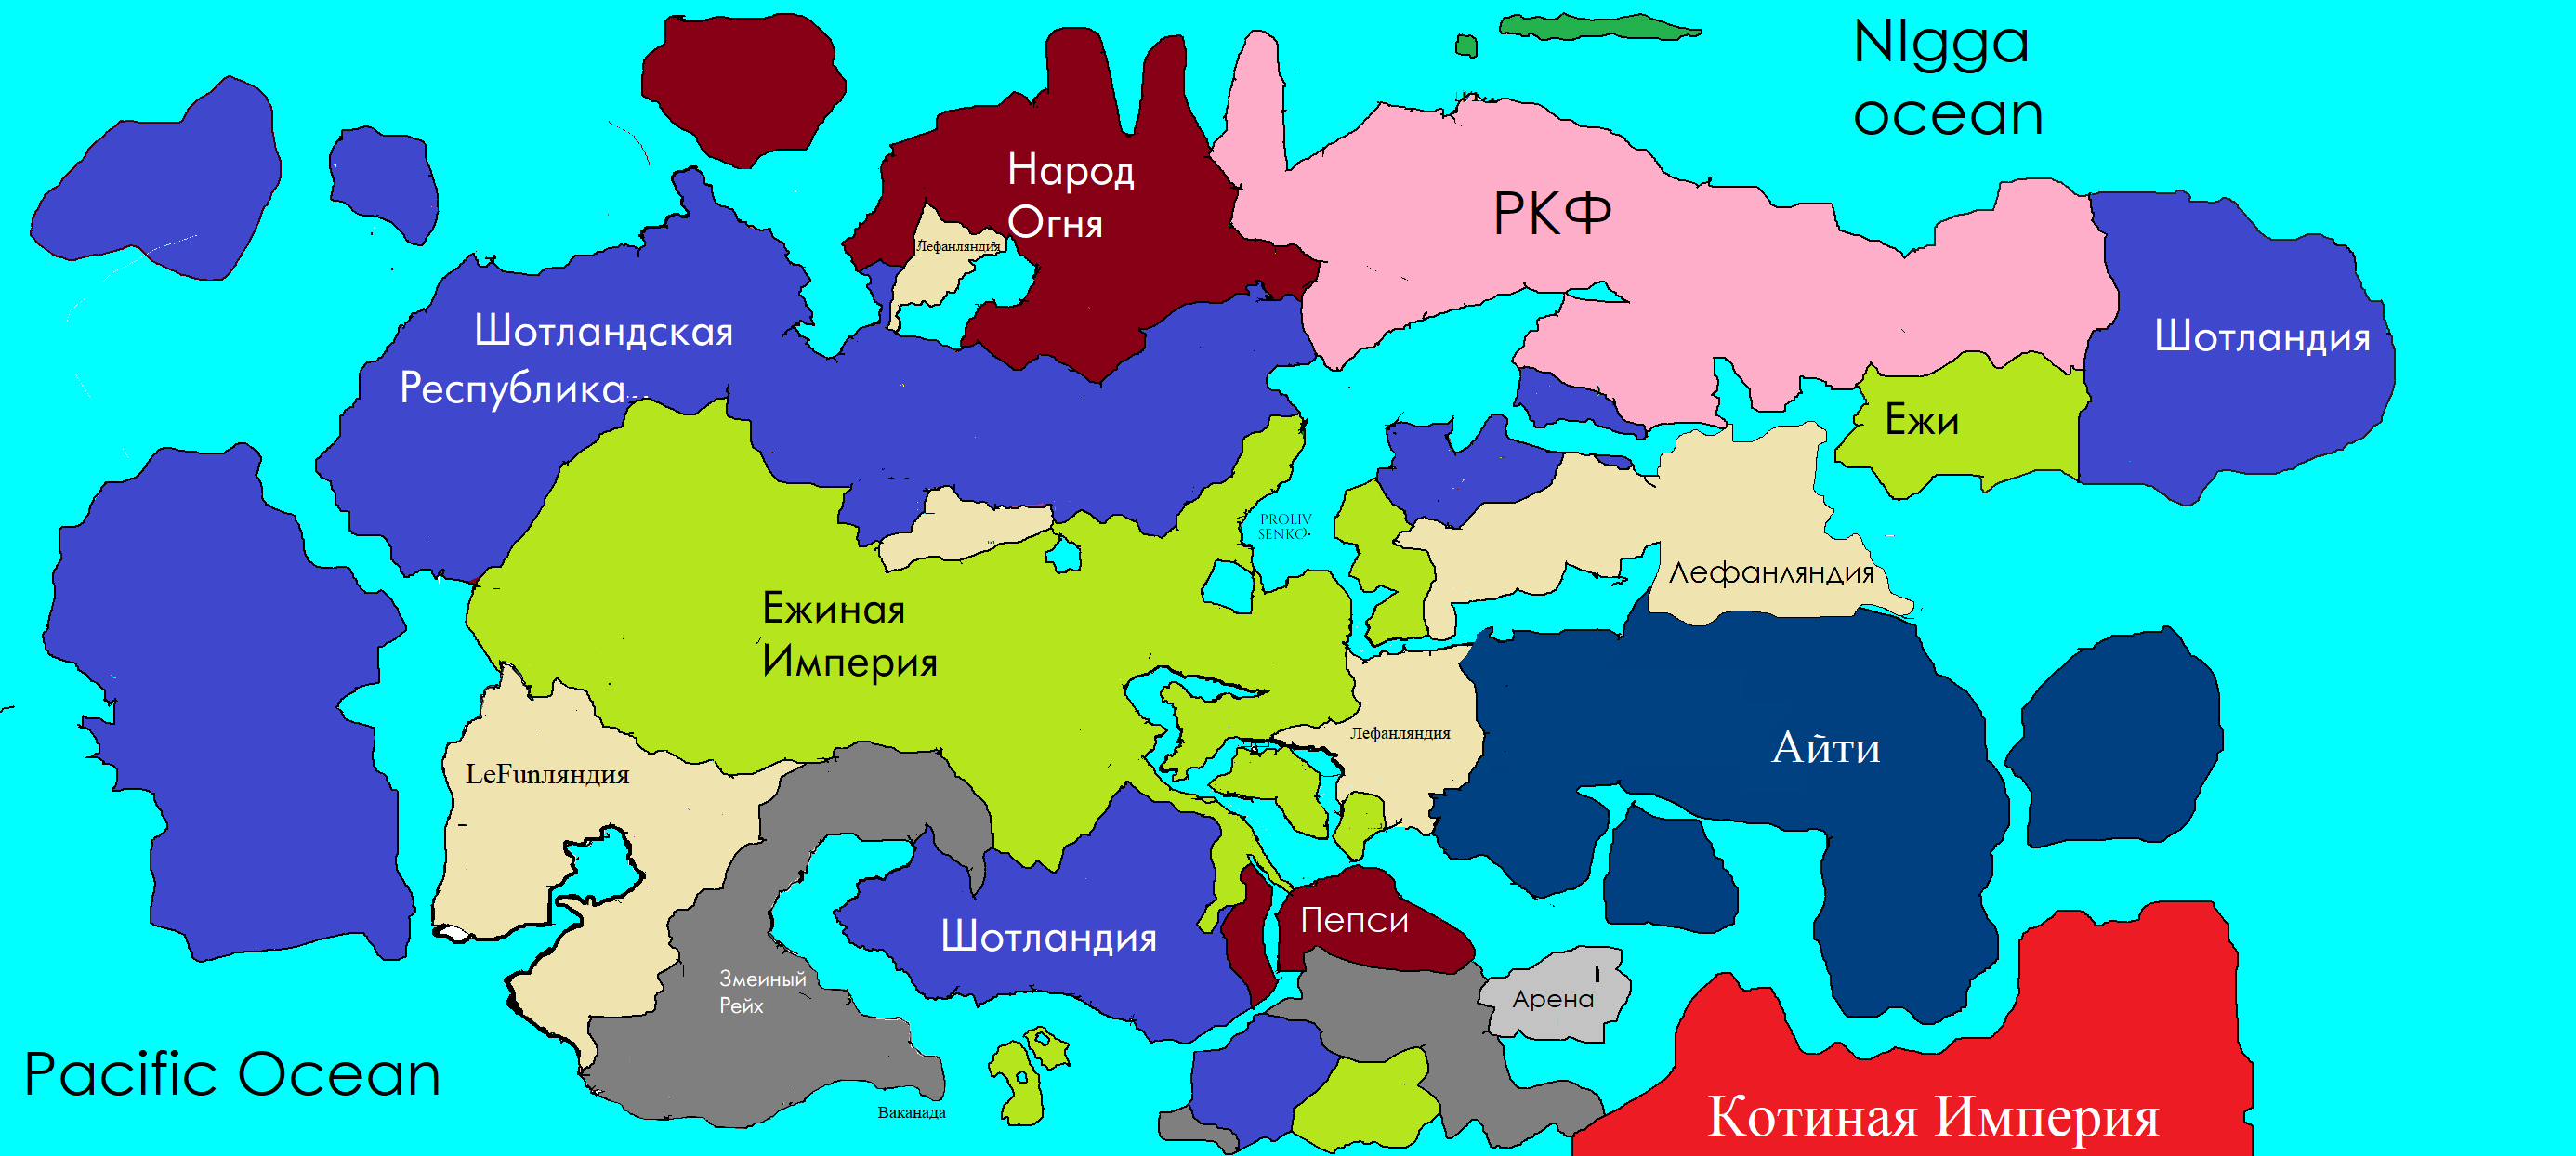 NIgga
ocean
Народ
Огня
РКФ
Лефанляндия
Шотландская
Республика
Шотландия
Ежи
PROLIV
SENKO
Лефанляндия
Ежиная
Империя
Лефанляндия
Айти
LeFunляндия
Шотландия
Пепси
Змеиный
Рейх
Арена
Pacific Ocean
Ваканада
Котиная Империя